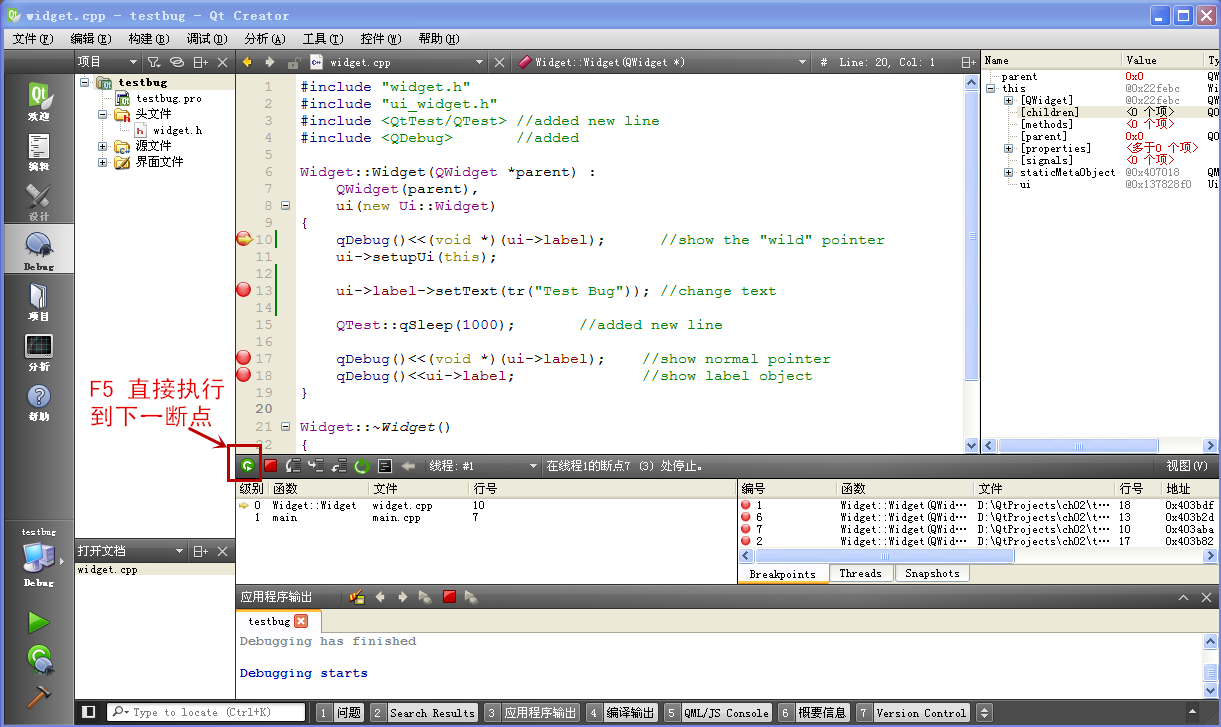 widget.cpp - testbug - Qt Creator
文件(F) 编辑(E) 构建(B) 调试(D) 分析(A) 工具(T) 控件(W) 帮助(H)
项目
widget.cpp
Widget::Widget(QWidget *)
# Line: 20, Col: 1
欢迎
编辑
设计
Debug
项目
分析
帮助
testbug
Debug
testbug
testbug.pro
头文件
widget.h
源文件
界面文件
1 #include "widget.h"
2 #include "ui_widget.h"
3 #include <QtTest/QTest> //added new line
4 #include <QDebug> //added
5
6 Widget::Widget(QWidget *parent) :
7 QWidget(parent),
8 ui(new Ui::Widget)
9 {
10 qDebug()<<(void *)(ui->label); //show the "wild" pointer
11 ui->setupUi(this);
12
13 ui->label->setText(tr("Test Bug")); //change text
14
15 QTest::qSleep(1000); //added new line
16
17 qDebug()<<(void *)(ui->label); //show normal pointer
18 qDebug()<<ui->label; //show label object
19 }
20
21 Widget::~Widget()
22 {
Name Value Ty
parent 0x0
this @0x22febc Wi
[QWidget] @0x22febc QW
[children] <0 个项> QO
[methods] <0 个项>
[parent] 0x0 QO
[properties] <多于0 个项>
[signals] <0 个项>
staticMetaObject @0x407018 QM
ui @0x137828f0 Ui
F5 直接执行
到下一断点
线程: #1
在线程1的断点7 (3) 处停止。
视图(V)
级别 函数 文件 行号
0 Widget::Widget widget.cpp 10
1 main main.cpp 7
编号 函数 文件 行号 地址
1 Widget::Widget(QWid... D:\QtProjects\ch02\t... 18 0x403bdf
6 Widget::Widget(QWid... D:\QtProjects\ch02\t... 13 0x403b2d
7 Widget::Widget(QWid... D:\QtProjects\ch02\t... 10 0x403aba
2 Widget::Widget(QWid... D:\QtProjects\ch02\t... 17 0x403b82
Breakpoints Threads Snapshots
打开文档
widget.cpp
应用程序输出
testbug
Debugging has finished
Debugging starts
Type to locate (Ctrl+K)
1 问题 2 Search Results 3 应用程序输出 4 编译输出 5 QML/JS Console 6 概要信息 7 Version Control